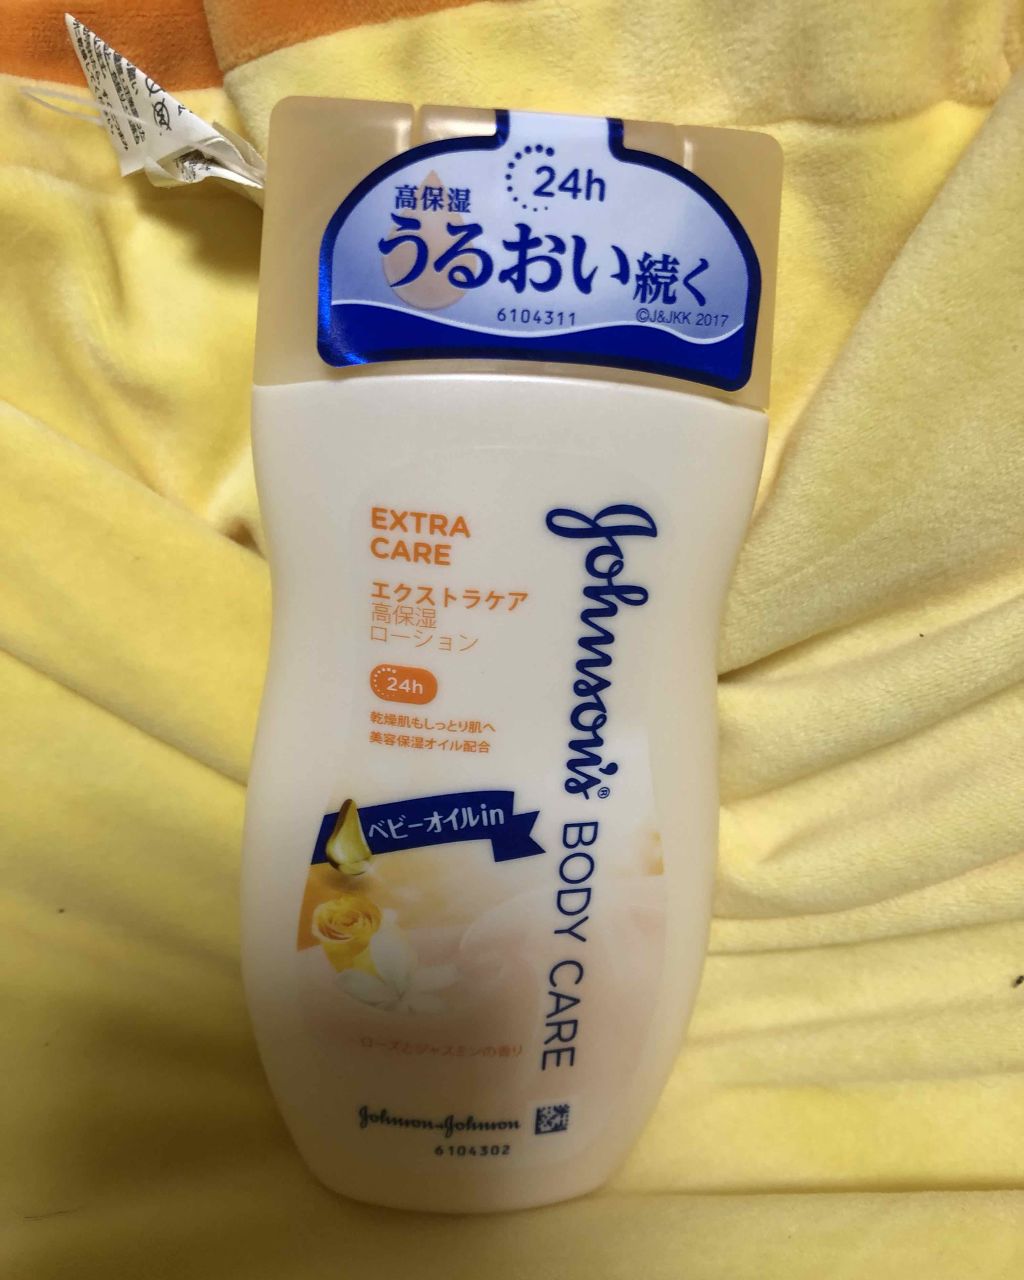 24h
高保湿
うるおい続く
6104311
©J&JKK 2017
EXTRA
CARE
エクストラケア
高保湿
ローション
24h
乾燥肌もしっとり肌へ
美容保湿オイル配合
ベビーオイルin
Johnson's® BODY CARE
ローズとジャスミンの香り
Johnson & Johnson
6104302